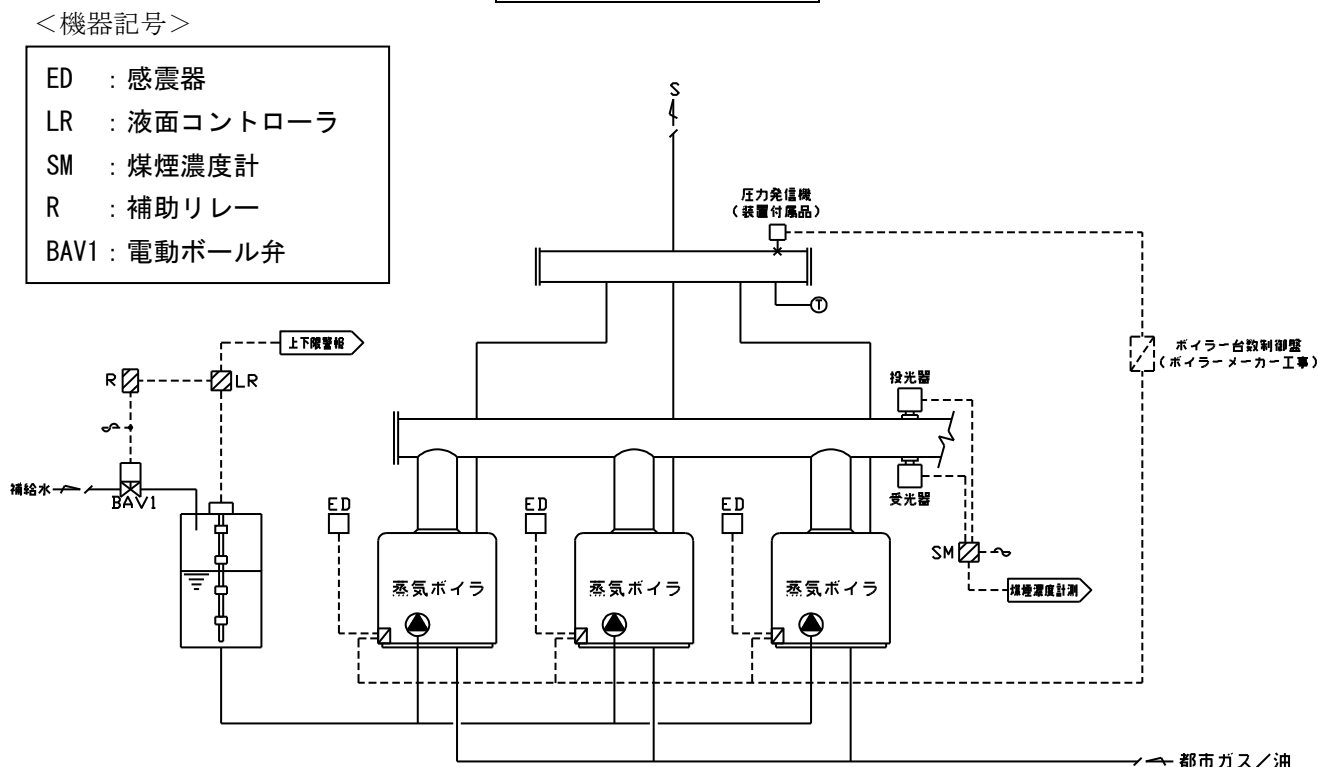 ＜機器記号＞
ED ：感震器
LR ：液面コントローラ
SM ：煤煙濃度計
R ：補助リレー
BAV1：電動ボール弁
S
圧力発信機
（装置付属品）
T
上下限警報
R
LR
ボイラー台数制御盤
（ボイラーメーカー工事）
投光器
補給水
BAV1
受光器
ED
ED
ED
SM
煤煙濃度計測
蒸気ボイラ
蒸気ボイラ
蒸気ボイラ
都市ガス／油